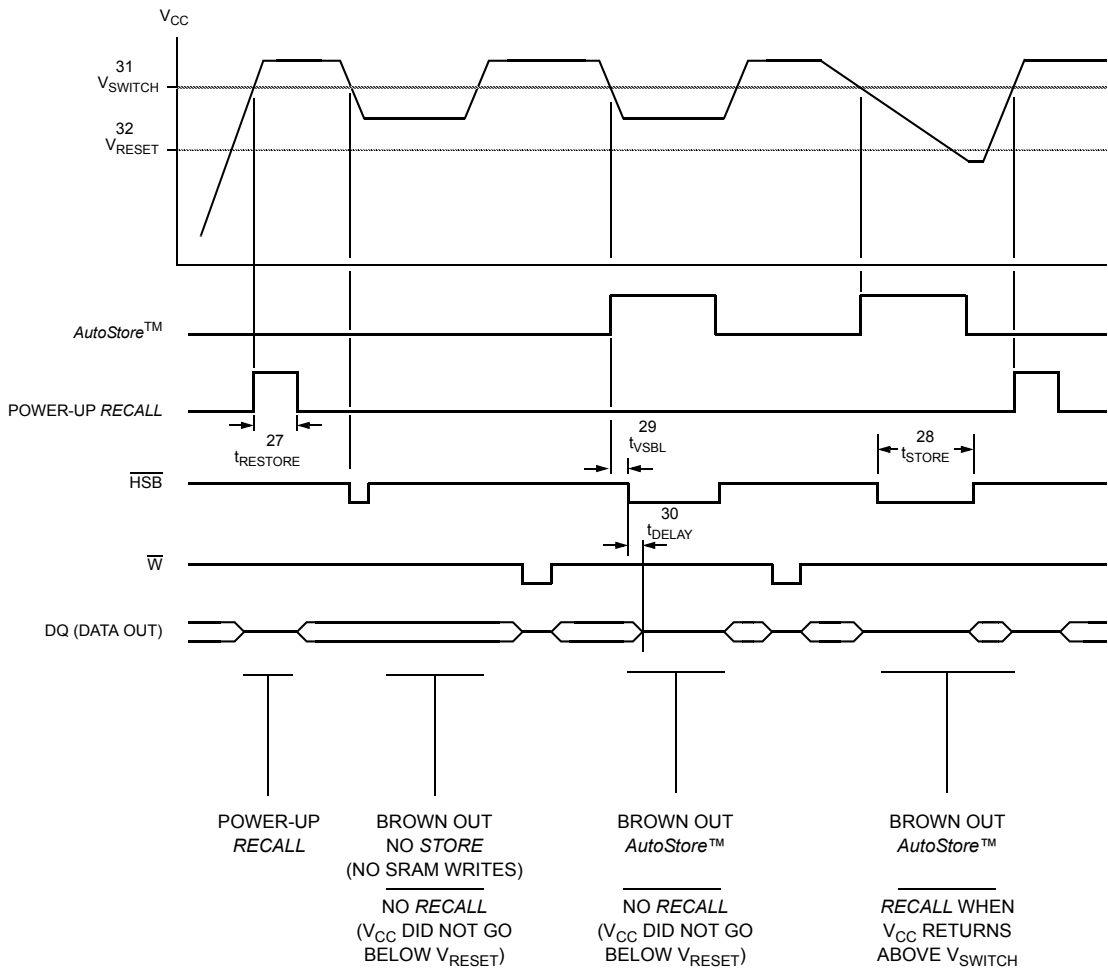 VCC
31
VSWITCH
32
VRESET
AutoStore™
POWER-UP RECALL
27
tRESTORE
29
tVSBL
28
tSTORE
HSB
30
tDELAY
W
DQ (DATA OUT)
POWER-UP
RECALL
BROWN OUT
NO STORE
(NO SRAM WRITES)
NO RECALL
(VCC DID NOT GO
BELOW VRESET)
BROWN OUT
AutoStore™
NO RECALL
(VCC DID NOT GO
BELOW VRESET)
BROWN OUT
AutoStore™
RECALL WHEN
VCC RETURNS
ABOVE VSWITCH